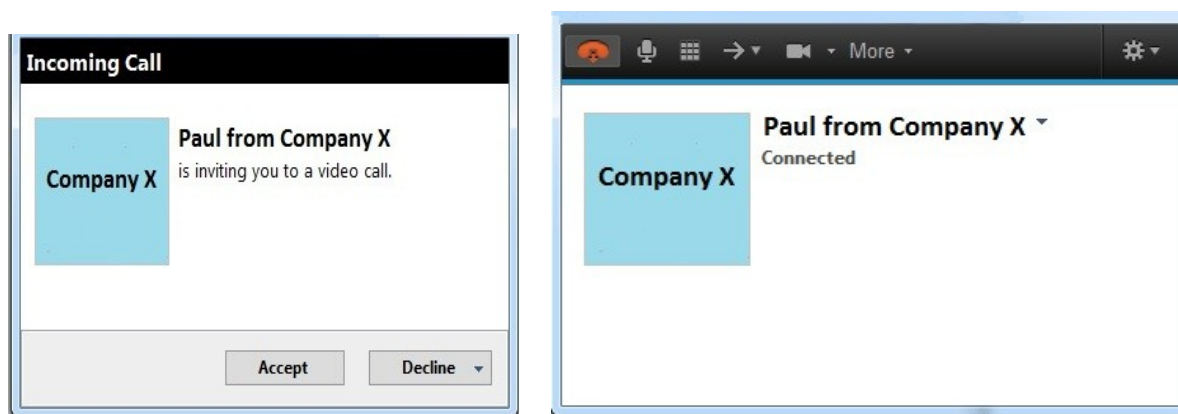 Incoming Call
Company X
Paul from Company X
is inviting you to a video call.
Accept
Decline
More
Company X
Paul from Company X
Connected